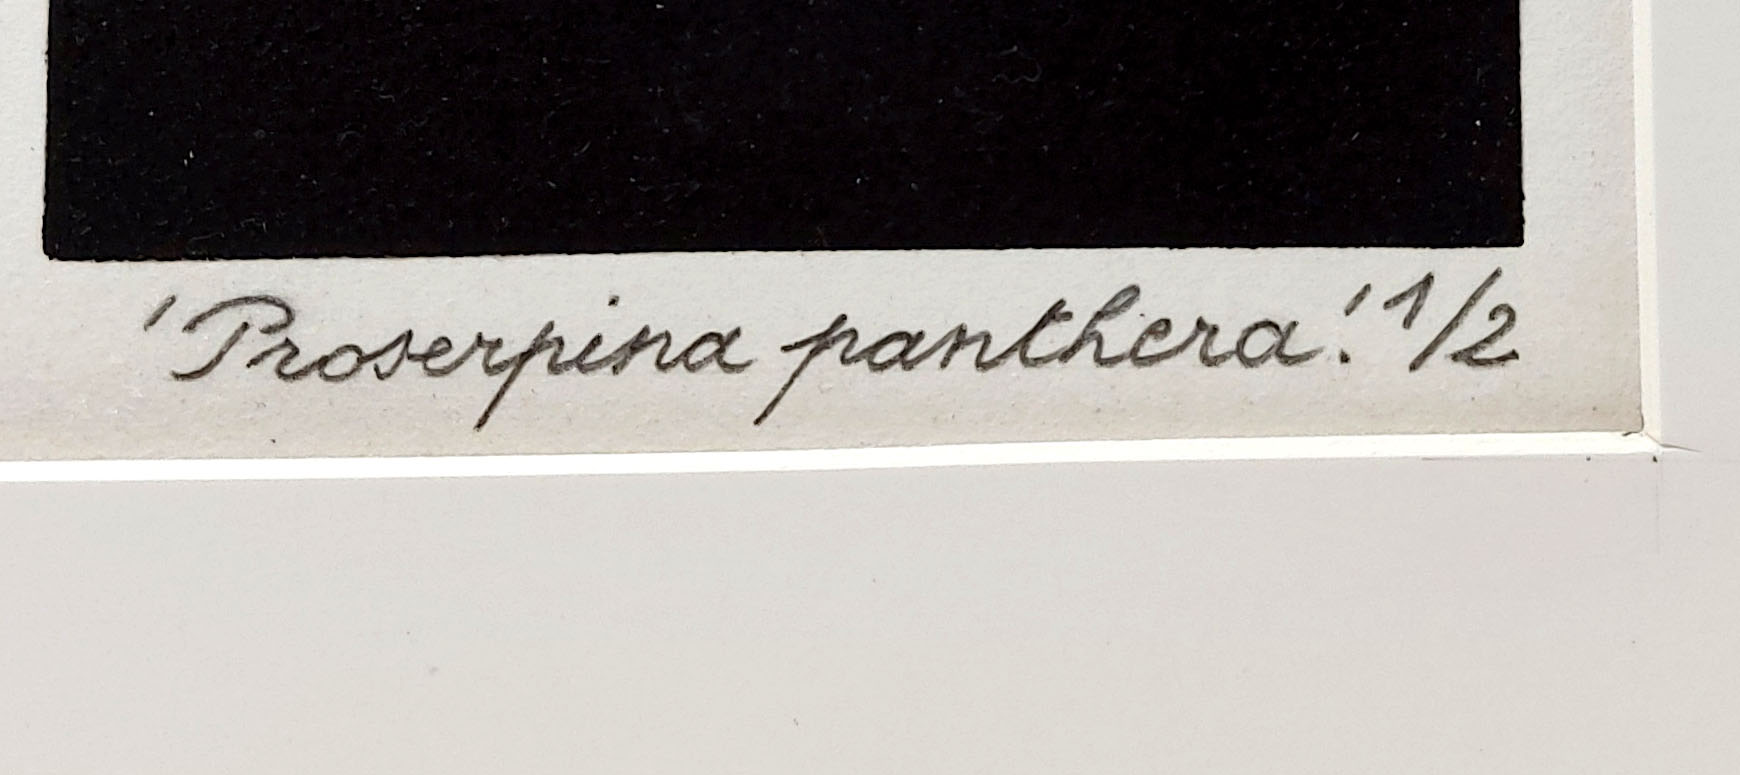 'Proserpina panthera.' 1/2